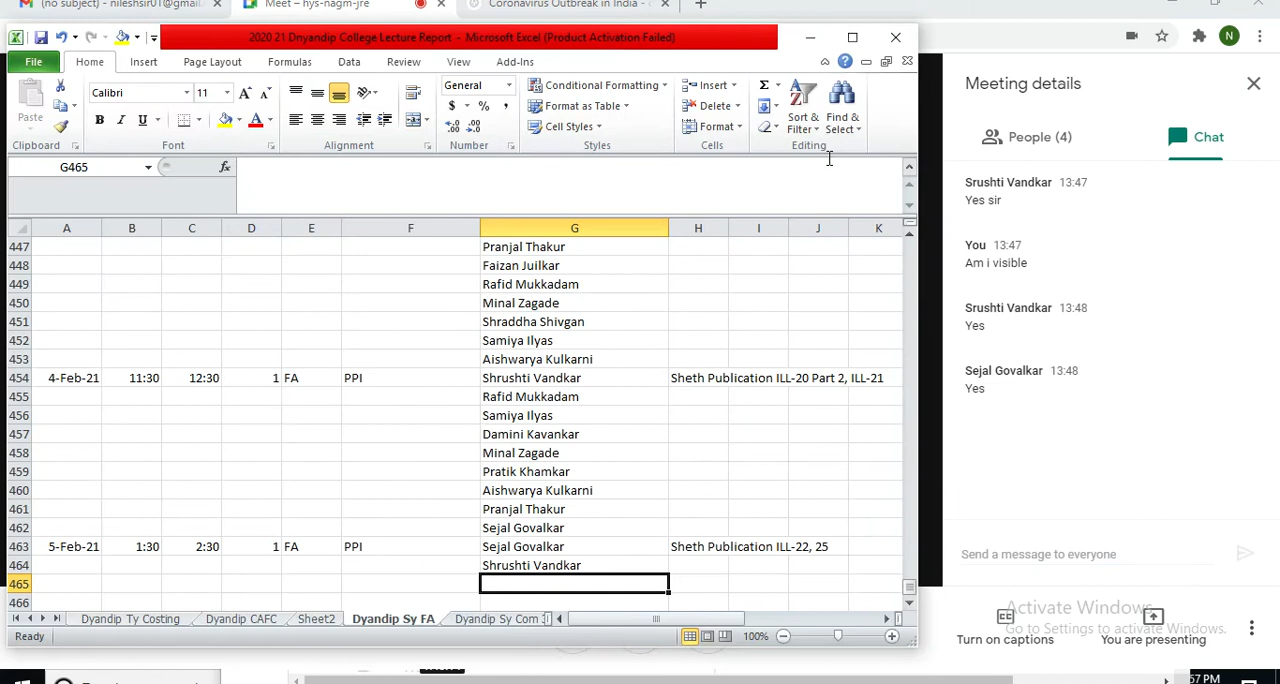 (no subject) - nileshsir01@gmail. × Meet – hys-nagm-jre × Coronavirus Outbreak in India - × +
2020 21 Dnyandip College Lecture Report - Microsoft Excel (Product Activation Failed)
N
File Home Insert Page Layout Formulas Data Review View Add-Ins
Paste
Calibri 11 A A
B I U A
General
$ % ,
Conditional Formatting
Format as Table
Cell Styles
Insert
Delete
Format
Σ
Sort & Filter
Find & Select
Clipboard Font Alignment Number Styles Cells Editing
G465 fx
A B C D E F G H I J K
447 Pranjal Thakur
448 Faizan Juilkar
449 Rafid Mukkadam
450 Minal Zagade
451 Shraddha Shivgan
452 Samiya Ilyas
453 Aishwarya Kulkarni
454 4-Feb-21 11:30 12:30 1 FA PPI Shrushti Vandkar Sheth Publication ILL-20 Part 2, ILL-21
455 Rafid Mukkadam
456 Samiya Ilyas
457 Damini Kavankar
458 Minal Zagade
459 Pratik Khamkar
460 Aishwarya Kulkarni
461 Pranjal Thakur
462 Sejal Govalkar
463 5-Feb-21 1:30 2:30 1 FA PPI Sejal Govalkar Sheth Publication ILL-22, 25
464 Shrushti Vandkar
465
466
Dyandip Ty Costing Dyandip CAFC Sheet2 Dyandip Sy FA Dyandip Sy Com
Ready 100%
Meeting details
People (4) Chat
Srushti Vandkar 13:47
Yes sir
You 13:47
Am i visible
Srushti Vandkar 13:48
Yes
Sejal Govalkar 13:48
Yes
Send a message to everyone
Activate Windows
Go to Settings to activate Windows.
Turn on captions You are presenting
:57 PM